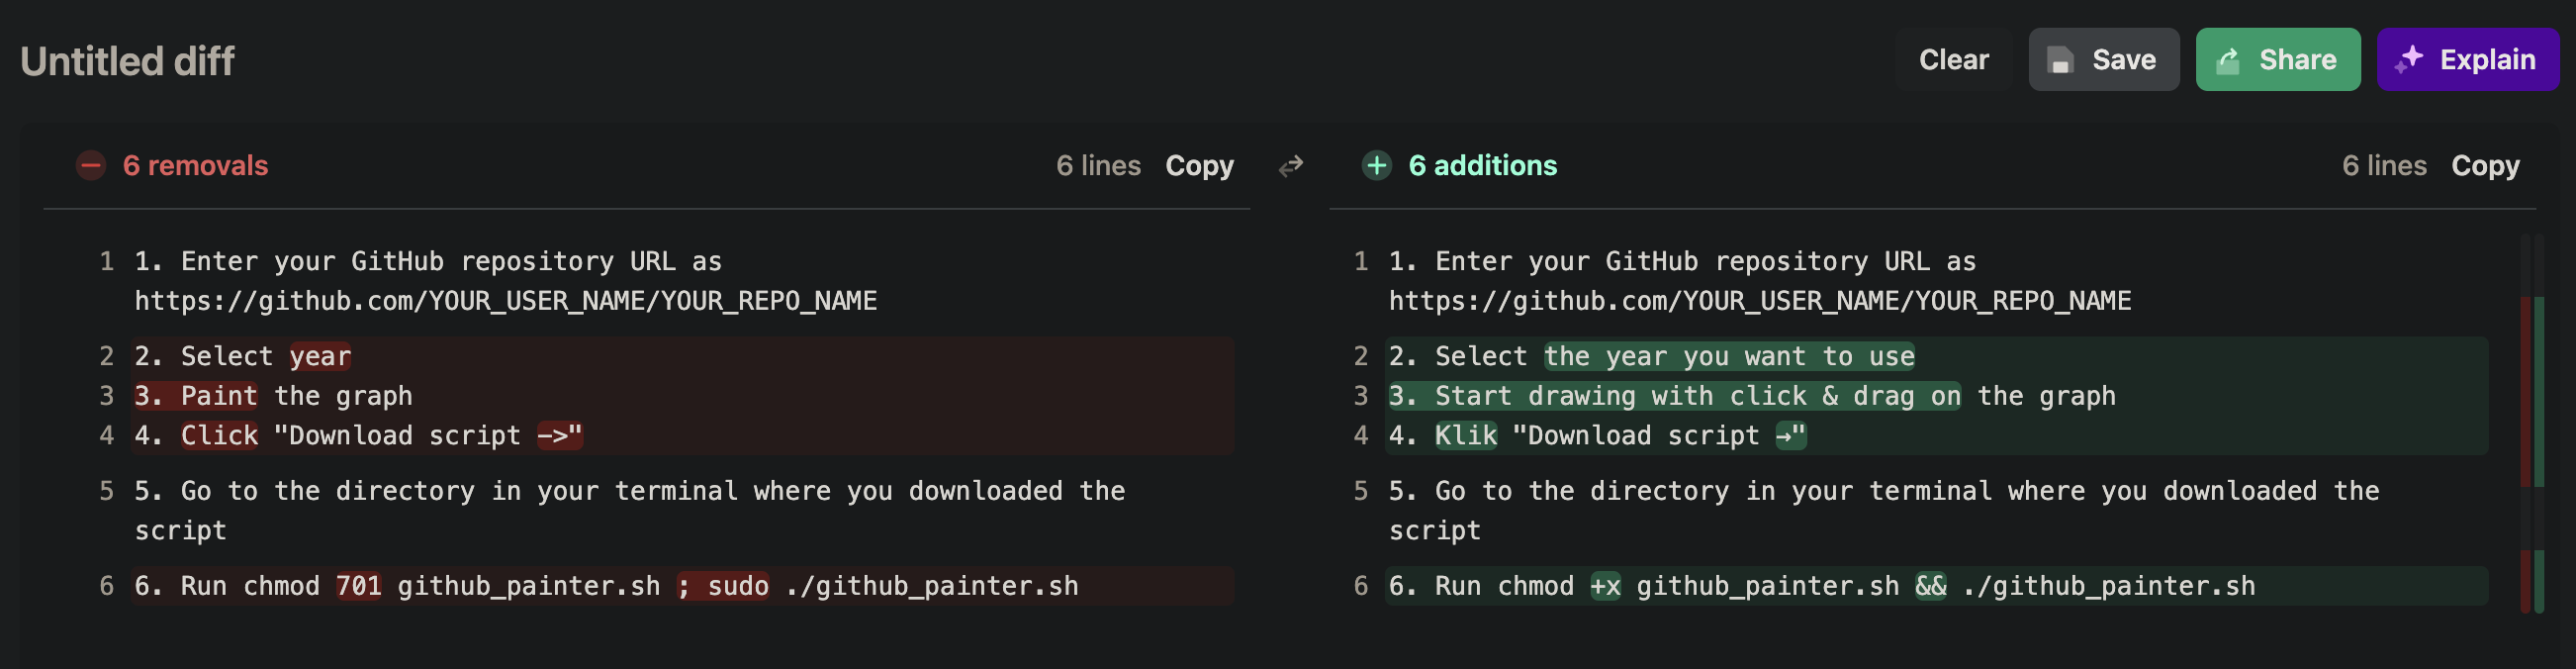 Untitled diff
Clear Save Share Explain
6 removals 6 lines Copy
6 additions 6 lines Copy
1 1. Enter your GitHub repository URL as
https://github.com/YOUR_USER_NAME/YOUR_REPO_NAME
2 2. Select year
3 3. Paint the graph
4 4. Click "Download script ->"
5 5. Go to the directory in your terminal where you downloaded the
script
6 6. Run chmod 701 github_painter.sh ; sudo ./github_painter.sh
1 1. Enter your GitHub repository URL as
https://github.com/YOUR_USER_NAME/YOUR_REPO_NAME
2 2. Select the year you want to use
3 3. Start drawing with click & drag on the graph
4 4. Klik "Download script →"
5 5. Go to the directory in your terminal where you downloaded the
script
6 6. Run chmod +x github_painter.sh && ./github_painter.sh